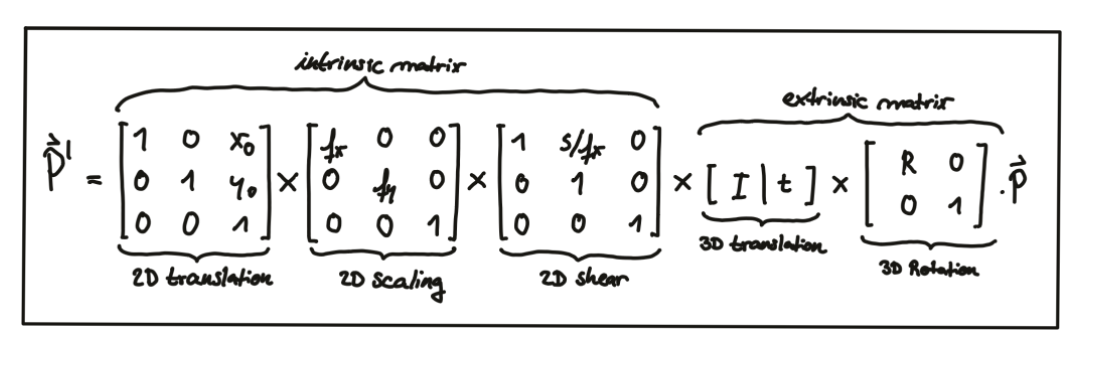 intrinsic matrix
extrinsic matrix
P⃗' = [1 0 x₀; 0 1 y₀; 0 0 1] × [fx 0 0; 0 fy 0; 0 0 1] × [1 s/fx 0; 0 1 0; 0 0 1] × [I | t] × [R 0; 0 1] . P⃗
2D translation 2D scaling 2D shear 3D translation 3D Rotation